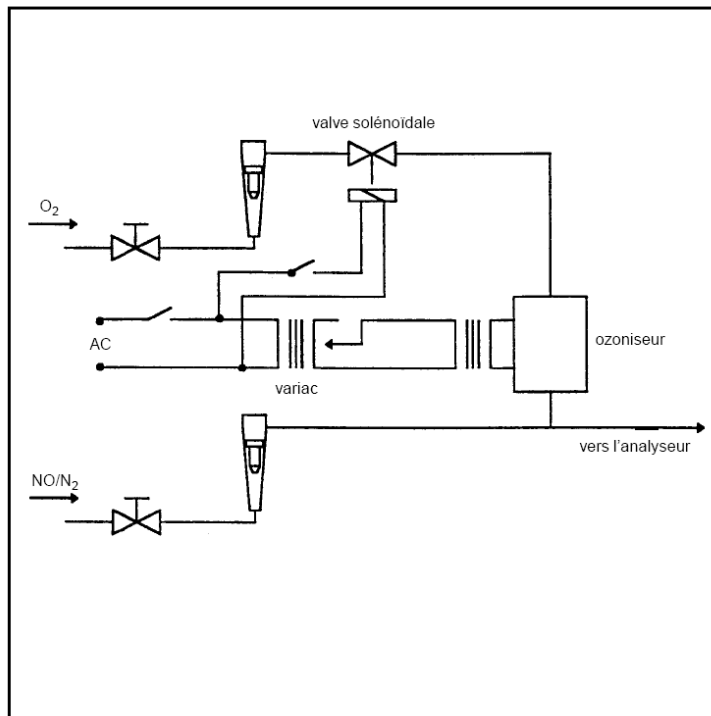 valve solénoïdale
O₂
AC
variac
ozoniseur
vers l'analyseur
NO/N₂